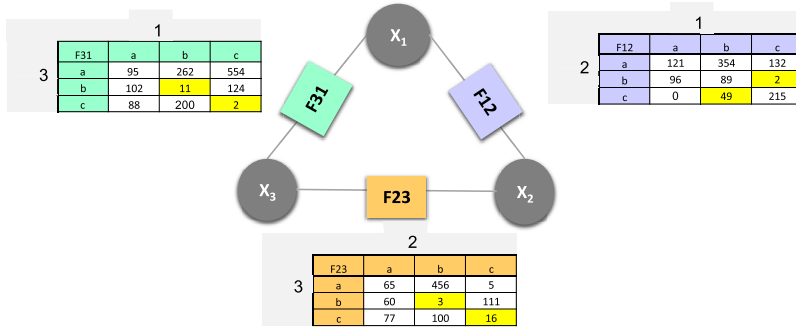 1
F31 a b c
3
a 95 262 554
b 102 11 124
c 88 200 2
X1
F31
F12
X3
F23
X2
1
F12 a b c
2
a 121 354 132
b 96 89 2
c 0 49 215
2
F23 a b c
3
a 65 456 5
b 60 3 111
c 77 100 16